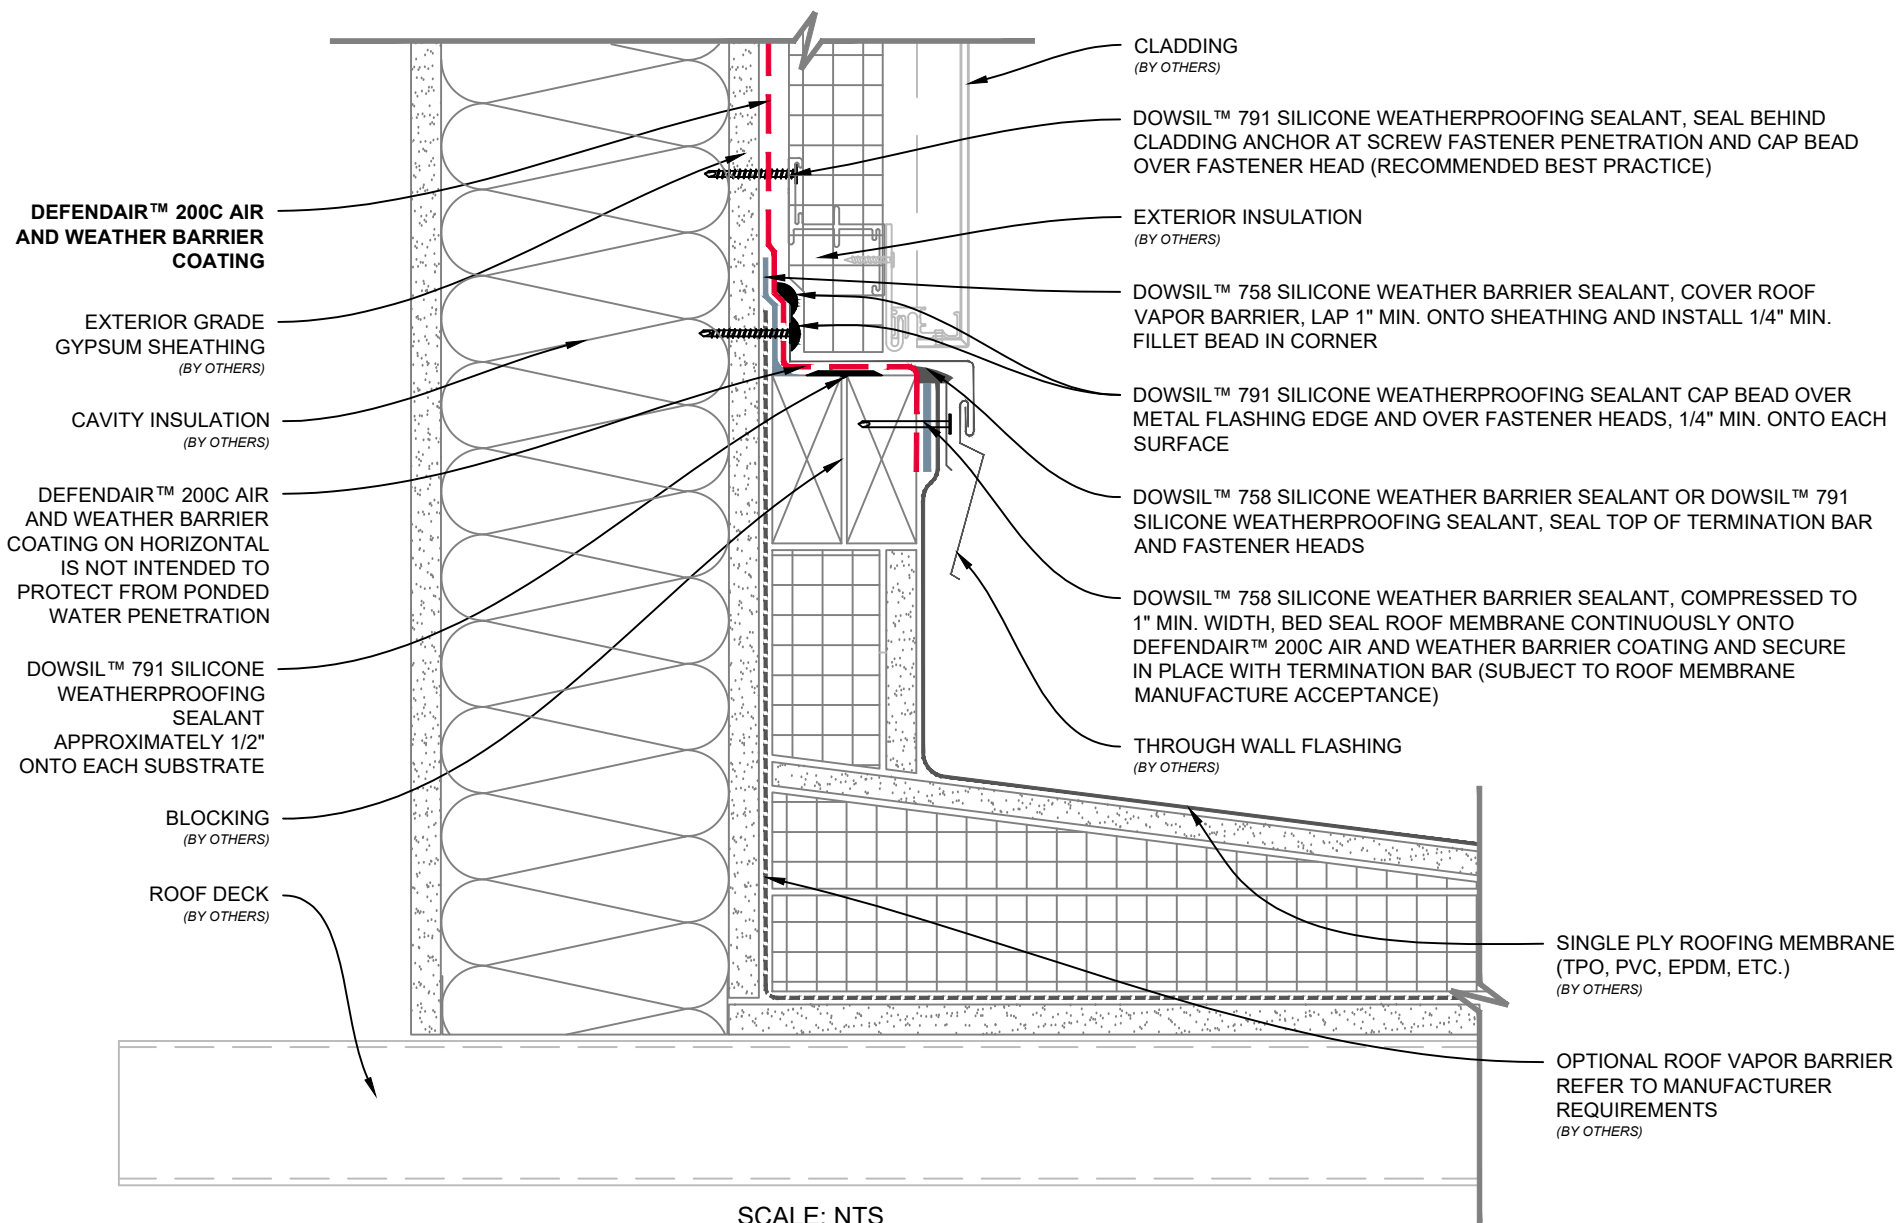 DEFENDAIR™ 200C AIR
AND WEATHER BARRIER
COATING
EXTERIOR GRADE
GYPSUM SHEATHING
(BY OTHERS)
CAVITY INSULATION
(BY OTHERS)
DEFENDAIR™ 200C AIR
AND WEATHER BARRIER
COATING ON HORIZONTAL
IS NOT INTENDED TO
PROTECT FROM PONDED
WATER PENETRATION
DOWSIL™ 791 SILICONE
WEATHERPROOFING
SEALANT
APPROXIMATELY 1/2"
ONTO EACH SUBSTRATE
BLOCKING
(BY OTHERS)
ROOF DECK
(BY OTHERS)
CLADDING
(BY OTHERS)
DOWSIL™ 791 SILICONE WEATHERPROOFING SEALANT, SEAL BEHIND
CLADDING ANCHOR AT SCREW FASTENER PENETRATION AND CAP BEAD
OVER FASTENER HEAD (RECOMMENDED BEST PRACTICE)
EXTERIOR INSULATION
(BY OTHERS)
DOWSIL™ 758 SILICONE WEATHER BARRIER SEALANT, COVER ROOF
VAPOR BARRIER, LAP 1" MIN. ONTO SHEATHING AND INSTALL 1/4" MIN.
FILLET BEAD IN CORNER
DOWSIL™ 791 SILICONE WEATHERPROOFING SEALANT CAP BEAD OVER
METAL FLASHING EDGE AND OVER FASTENER HEADS, 1/4" MIN. ONTO EACH
SURFACE
DOWSIL™ 758 SILICONE WEATHER BARRIER SEALANT OR DOWSIL™ 791
SILICONE WEATHERPROOFING SEALANT, SEAL TOP OF TERMINATION BAR
AND FASTENER HEADS
DOWSIL™ 758 SILICONE WEATHER BARRIER SEALANT, COMPRESSED TO
1" MIN. WIDTH, BED SEAL ROOF MEMBRANE CONTINUOUSLY ONTO
DEFENDAIR™ 200C AIR AND WEATHER BARRIER COATING AND SECURE
IN PLACE WITH TERMINATION BAR (SUBJECT TO ROOF MEMBRANE
MANUFACTURE ACCEPTANCE)
THROUGH WALL FLASHING
(BY OTHERS)
SINGLE PLY ROOFING MEMBRANE
(TPO, PVC, EPDM, ETC.)
(BY OTHERS)
OPTIONAL ROOF VAPOR BARRIER
REFER TO MANUFACTURER
REQUIREMENTS
(BY OTHERS)
SCALE: NTS